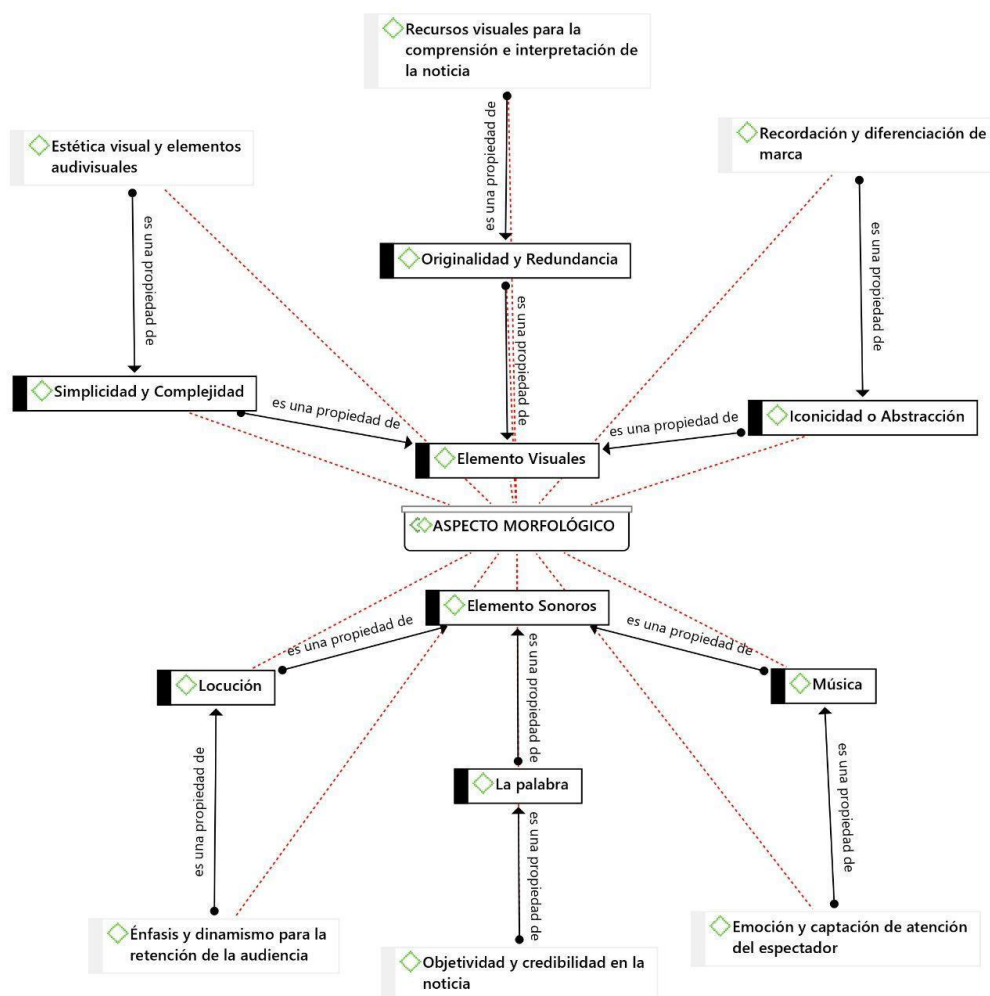 Recursos visuales para la
comprensión e interpretación de
la noticia
Estética visual y elementos
audivisuales
Recordación y diferenciación de
marca
es una propiedad de
es una propiedad de
es una propiedad de
Originalidad y Redundancia
es una propiedad de
Simplicidad y Complejidad
es una propiedad de
Iconicidad o Abstracción
es una propiedad de
Elemento Visuales
ASPECTO MORFOLÓGICO
Elemento Sonoros
es una propiedad de
es una propiedad de
es una propiedad de
Locución
Música
La palabra
es una propiedad de
es una propiedad de
es una propiedad de
Énfasis y dinamismo para la
retención de la audiencia
Objetividad y credibilidad en la
noticia
Emoción y captación de atención
del espectador